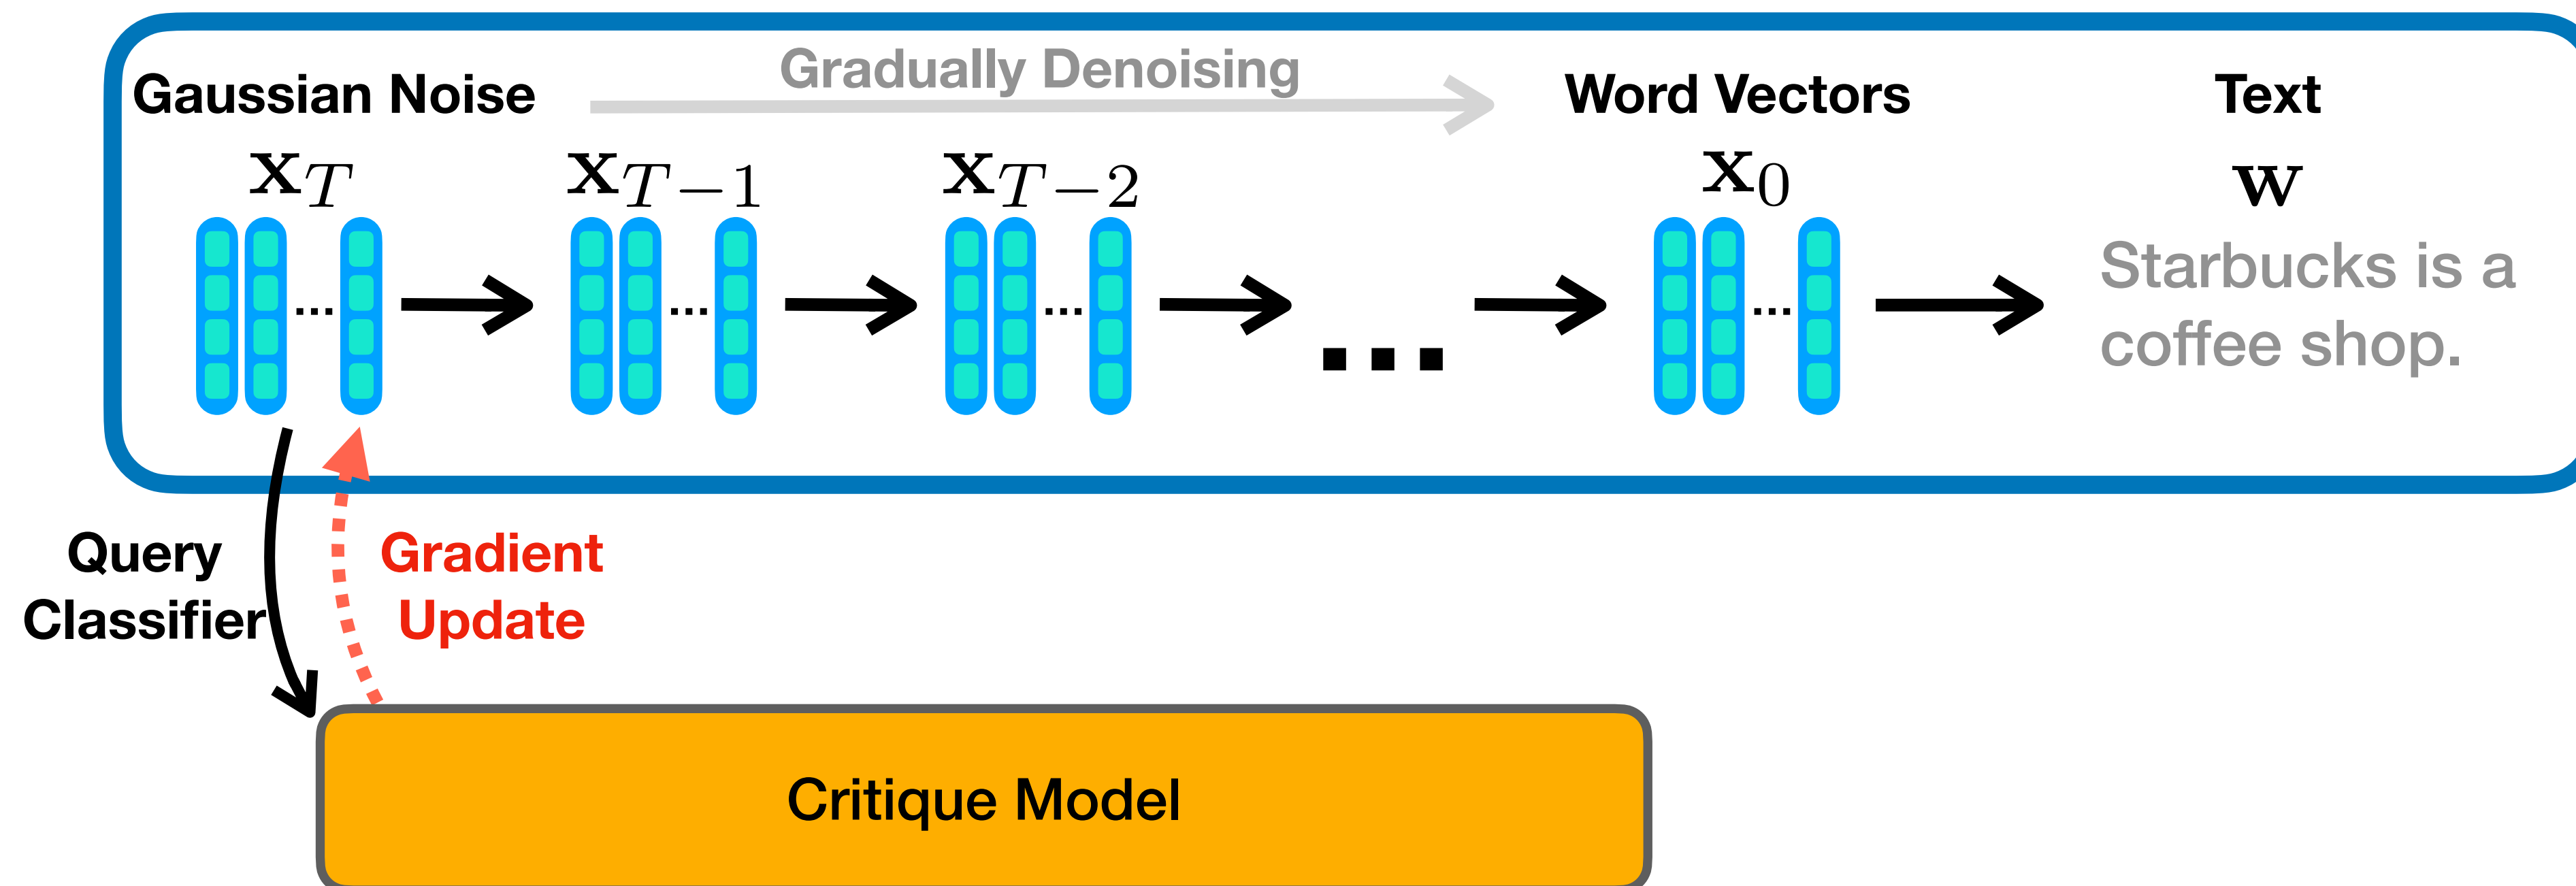 Gradually Denoising
Gaussian Noise
Word Vectors
Text
x_T
x_{T-1}
x_{T-2}
x_0
w
... ... ... ...
Starbucks is a
coffee shop.
...
Query
Classifier
Gradient
Update
Critique Model